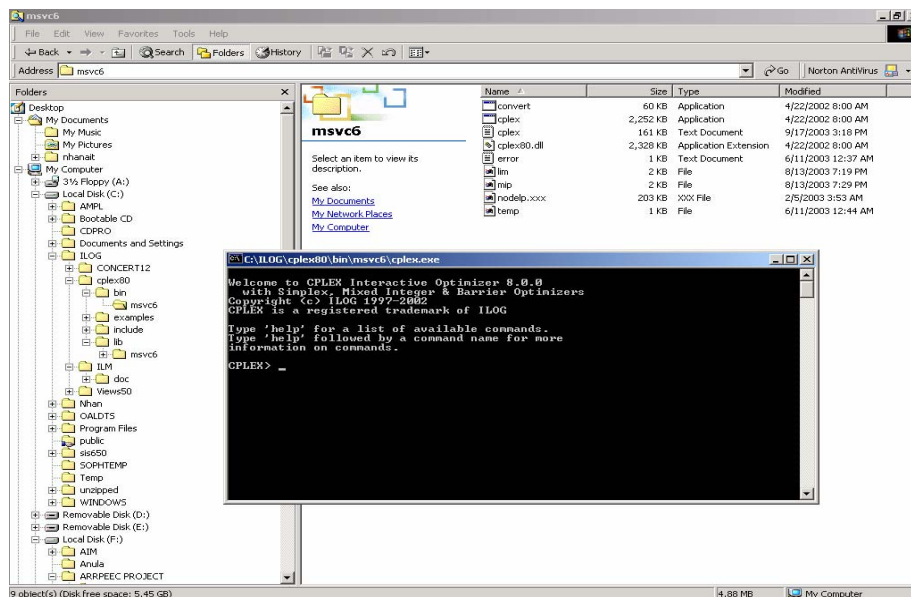 msvc6
File Edit View Favorites Tools Help
Back Search Folders History
Address msvc6 Go Norton AntiVirus
Folders
Desktop
My Documents
My Music
My Pictures
nhanait
My Computer
3½ Floppy (A:)
Local Disk (C:)
AMPL
Bootable CD
CDPRO
Documents and Settings
ILOG
CONCERT12
cplex80
bin
msvc6
examples
include
lib
msvc6
ILM
doc
Views50
Nhan
OALDTS
Program Files
public
sis650
SOPHTEMP
Temp
unzipped
WINDOWS
Removable Disk (D:)
Removable Disk (E:)
Local Disk (F:)
AIM
Anula
ARRPEEC PROJECT
msvc6
Select an item to view its
description.
See also:
My Documents
My Network Places
My Computer
Name Size Type Modified
convert 60 KB Application 4/22/2002 8:00 AM
cplex 2,252 KB Application 4/22/2002 8:00 AM
cplex 161 KB Text Document 9/17/2003 3:18 PM
cplex80.dll 2,328 KB Application Extension 4/22/2002 8:00 AM
error 1 KB Text Document 6/11/2003 12:37 AM
lim 2 KB File 8/13/2003 7:19 PM
mip 2 KB File 8/13/2003 7:29 PM
nodelp.xxx 203 KB XXX File 2/5/2003 3:53 AM
temp 1 KB File 6/11/2003 12:44 AM
C:\ILOG\cplex80\bin\msvc6\cplex.exe
Welcome to CPLEX Interactive Optimizer 8.0.0
with Simplex, Mixed Integer & Barrier Optimizers
Copyright (c) ILOG 1997-2002
CPLEX is a registered trademark of ILOG
Type 'help' for a list of available commands.
Type 'help' followed by a command name for more
information on commands.
CPLEX> _
9 object(s) (Disk free space: 5.45 GB) 4.88 MB My Computer